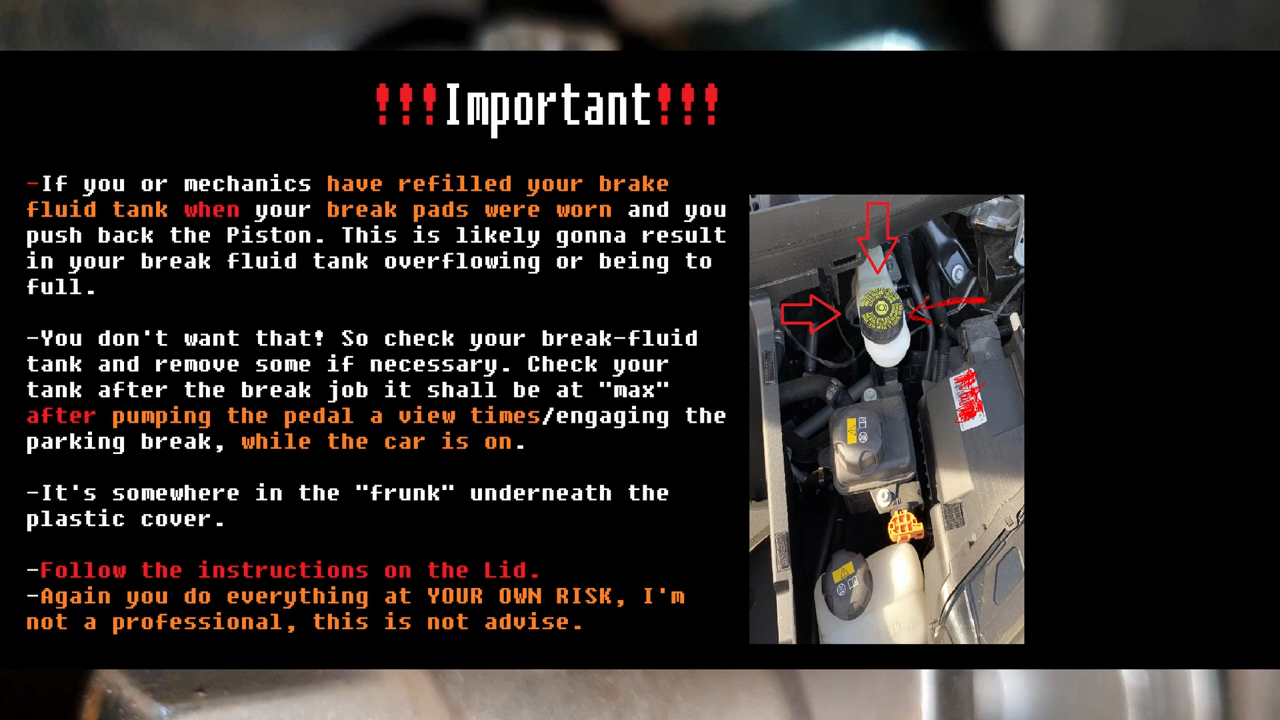 !!!Important!!!
-If you or mechanics have refilled your brake
fluid tank when your break pads were worn and you
push back the Piston. This is likely gonna result
in your break fluid tank overflowing or being to
full.
-You don't want that! So check your break-fluid
tank and remove some if necessary. Check your
tank after the break job it shall be at "max"
after pumping the pedal a view times/engaging the
parking break, while the car is on.
-It's somewhere in the "frunk" underneath the
plastic cover.
-Follow the instructions on the Lid.
-Again you do everything at YOUR OWN RISK, I'm
not a professional, this is not advise.